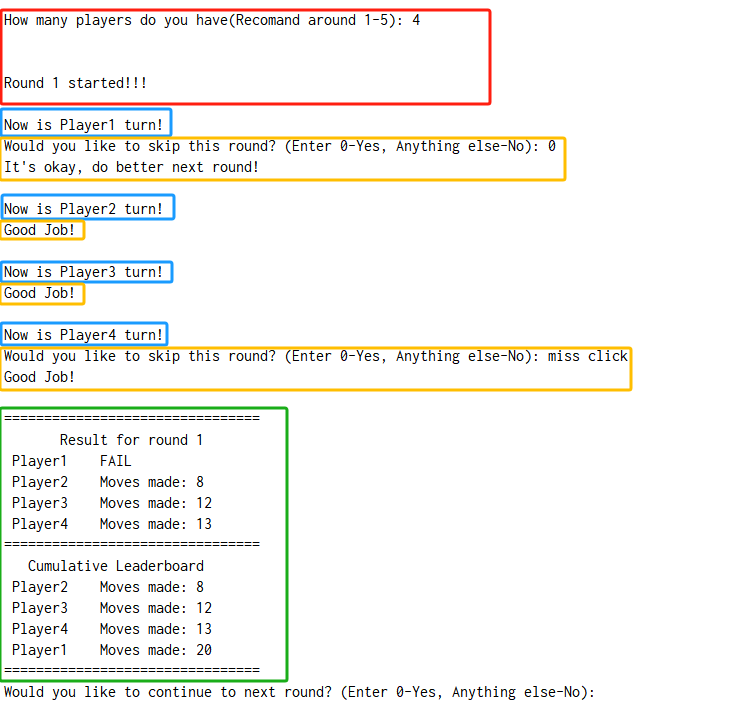 How many players do you have(Recomand around 1-5): 4
Round 1 started!!!
Now is Player1 turn!
Would you like to skip this round? (Enter 0-Yes, Anything else-No): 0
It's okay, do better next round!
Now is Player2 turn!
Good Job!
Now is Player3 turn!
Good Job!
Now is Player4 turn!
Would you like to skip this round? (Enter 0-Yes, Anything else-No): miss click
Good Job!
================================
Result for round 1
Player1    FAIL
Player2    Moves made: 8
Player3    Moves made: 12
Player4    Moves made: 13
================================
Cumulative Leaderboard
Player2    Moves made: 8
Player3    Moves made: 12
Player4    Moves made: 13
Player1    Moves made: 20
================================
Would you like to continue to next round? (Enter 0-Yes, Anything else-No):